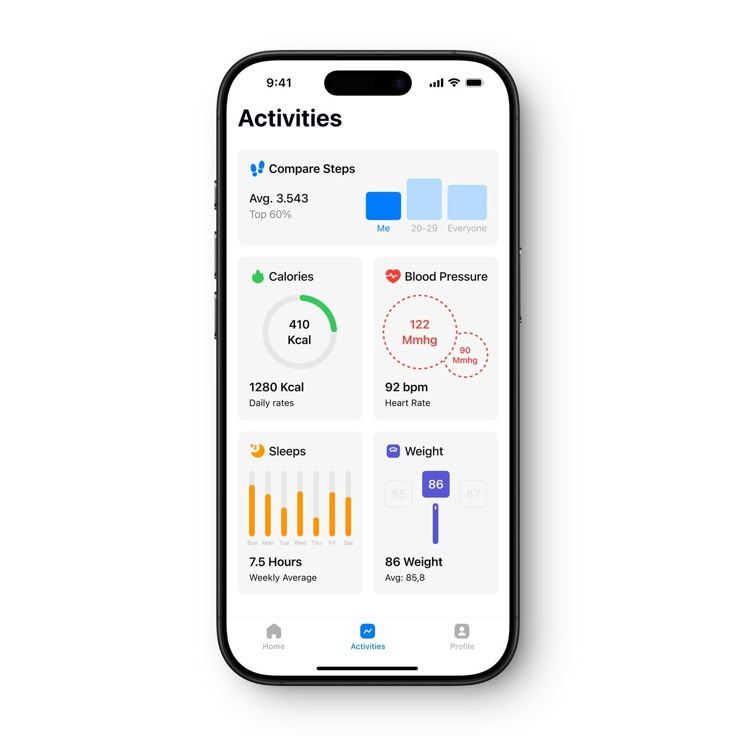 9:41
Activities
Compare Steps
Avg. 3.543
Top 60%
Me
20-29
Everyone
Calories
410
Kcal
1280 Kcal
Daily rates
Blood Pressure
122
Mmhg
90
Mmhg
92 bpm
Heart Rate
Sleeps
Sun Mon Tue Wed Thu Fri Sat
7.5 Hours
Weekly Average
Weight
85
86
87
86 Weight
Avg: 85,8
Home
Activities
Profile